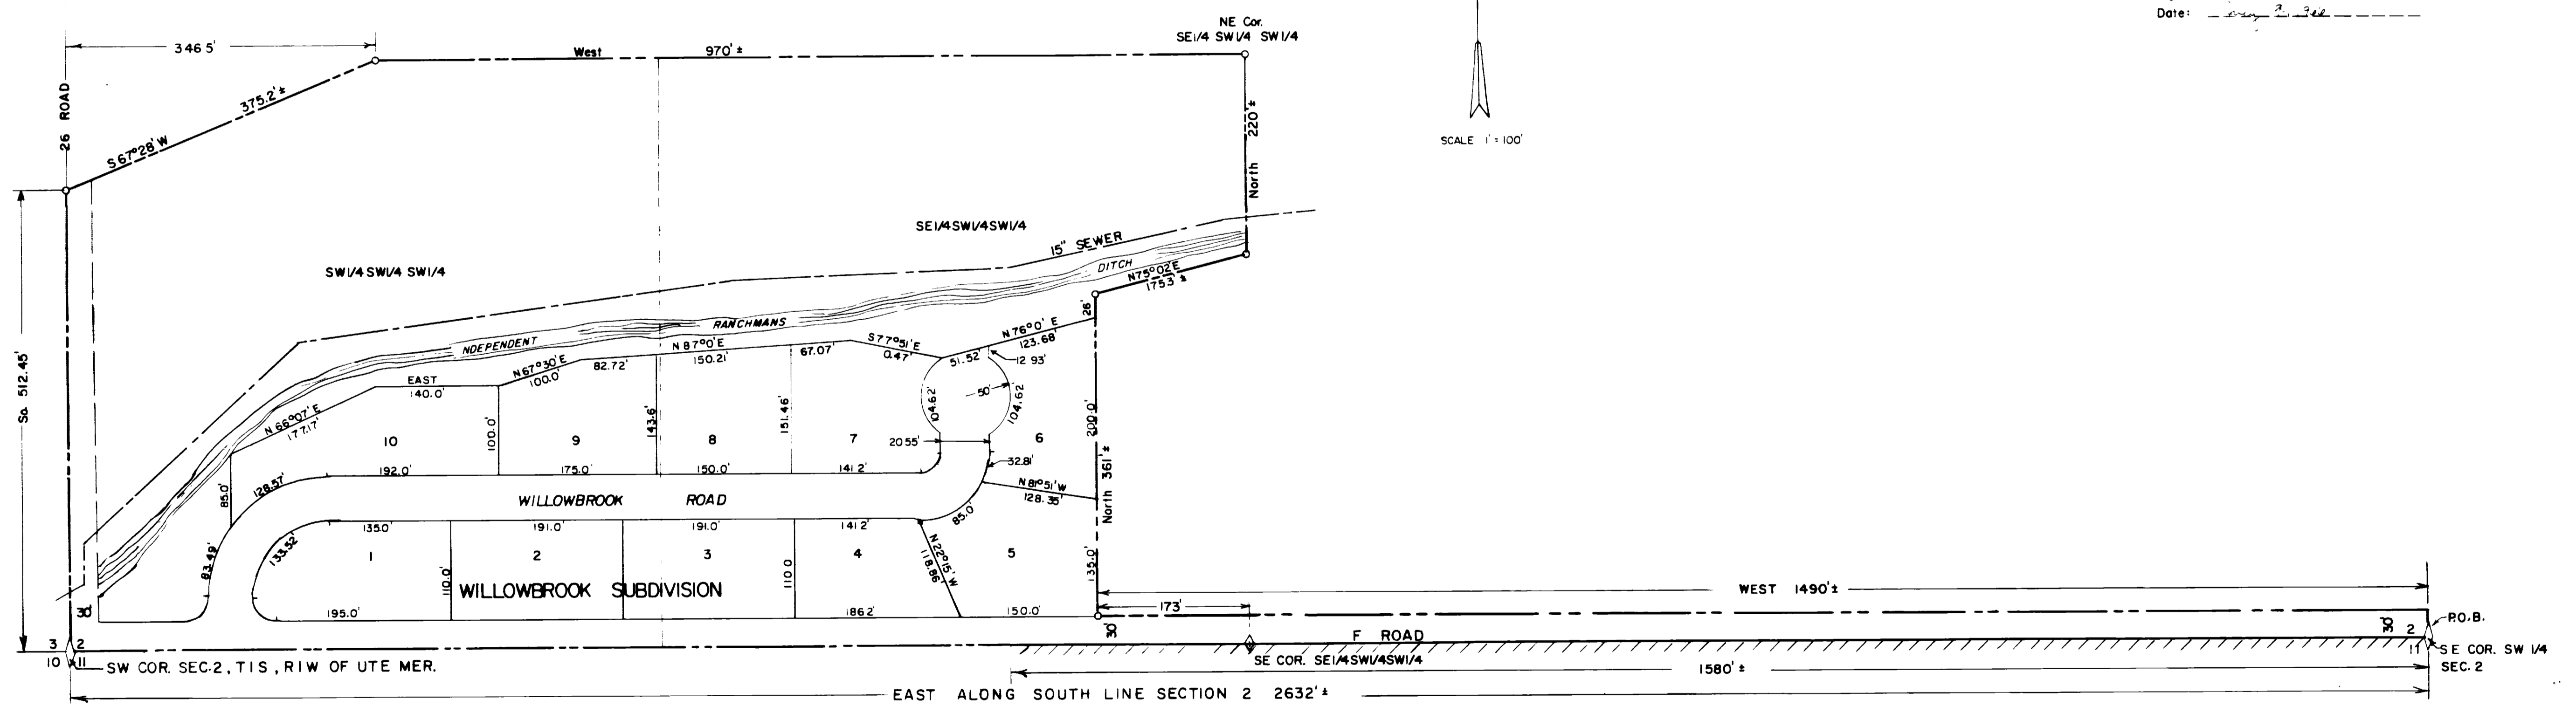 Date:
NE Cor.
SE1/4 SW1/4 SW1/4
346 5'
West 970'±
26 ROAD
375.2'±
S 67°28' W
220'±
North
SCALE 1' = 100'
SE1/4SW1/4SW1/4
15" SEWER
SW1/4 SW1/4 SW1/4
DITCH
N75°02'E
1753'±
26'
RANCHMANS
NDEPENDENT
N 76°0' E
123.68'
S 77°51' E
0.47'
51.52'
12 93'
N 87°0' E
150.21'
67.07'
N 67°30' E
100.0'
82.72'
EAST
140.0'
So. 512.45'
N 66°07' E
177.17'
104.62'
50'
104.62'
100.0'
143.6'
151.46'
200.0'
10
9
8
7
6
20 55'
North 361'±
192.0'
175.0'
150.0'
141 2'
32.81'
85.0'
128.57'
N 81°51' W
128.35'
WILLOWBROOK ROAD
85.0'
135.0'
191.0'
191.0'
141 2'
133.52'
83.49'
1
2
3
4
5
N 22°15' W
118.86'
110.0'
110.0
135.0'
WILLOWBROOK SUBDIVISION
WEST 1490'±
30'
195.0'
186 2'
150.0'
173'
P.O.B.
30'
F ROAD
30'
3 2
10 11
2
11
SW COR. SEC. 2, T1S, R1W OF UTE MER.
SE COR. SE1/4SW1/4SW1/4
S E COR. SW 1/4
SEC. 2
1580'±
EAST ALONG SOUTH LINE SECTION 2 2632'±